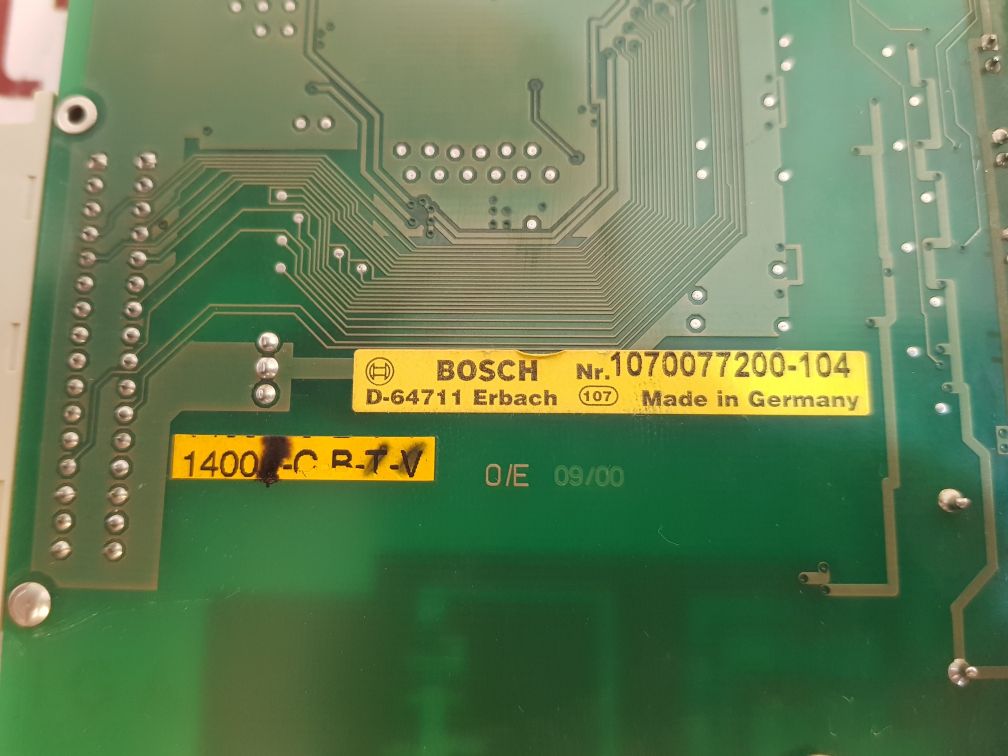 BOSCH Nr.1070077200-104
D-64711 Erbach 107 Made in Germany
O/E 09/00